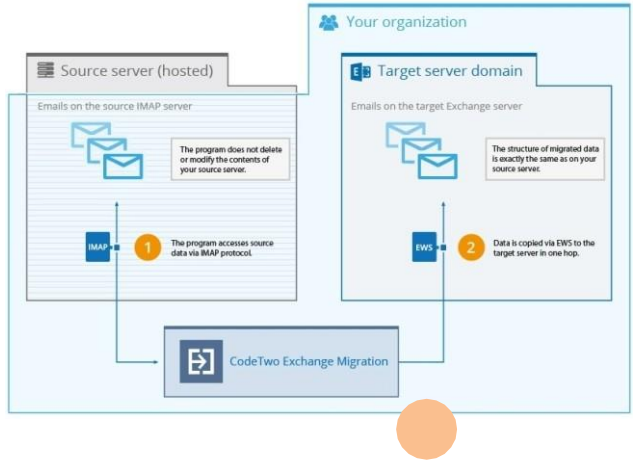 Your organization
Source server (hosted)
Target server domain
Emails on the source IMAP server
Emails on the target Exchange server
The program does not delete
or modify the contents of
your source server.
The structure of migrated data
is exactly the same as on your
source server.
IMAP
1
The program accesses source
data via IMAP protocol.
EWS
2
Data is copied via EWS to the
target server in one hop.
CodeTwo Exchange Migration